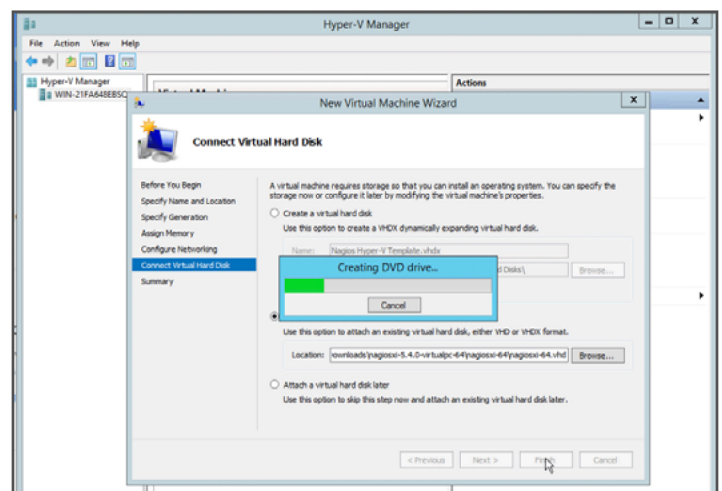 Hyper-V Manager
File Action View Help
Hyper-V Manager
Actions
New Virtual Machine Wizard
Connect Virtual Hard Disk
Before You Begin
Specify Name and Location
Specify Generation
Assign Memory
Configure Networking
Connect Virtual Hard Disk
Summary
A virtual machine requires storage so that you can install an operating system. You can specify the
storage now or configure it later by modifying the virtual machine's properties.
Create a virtual hard disk
Use this option to create a VHDX dynamically expanding virtual hard disk.
Name: Nagios Hyper-V Template.vhdx
Disks\ Browse...
Creating DVD drive...
Cancel
Use this option to attach an existing virtual hard disk, either VHD or VHDX format.
Location: ownloads\nagiosxi-5.4.0-virtualpc-64\nagiosxi-64\nagiosxi-64.vhd Browse...
Attach a virtual hard disk later
Use this option to skip this step now and attach an existing virtual hard disk later.
< Previous Next > Finish Cancel